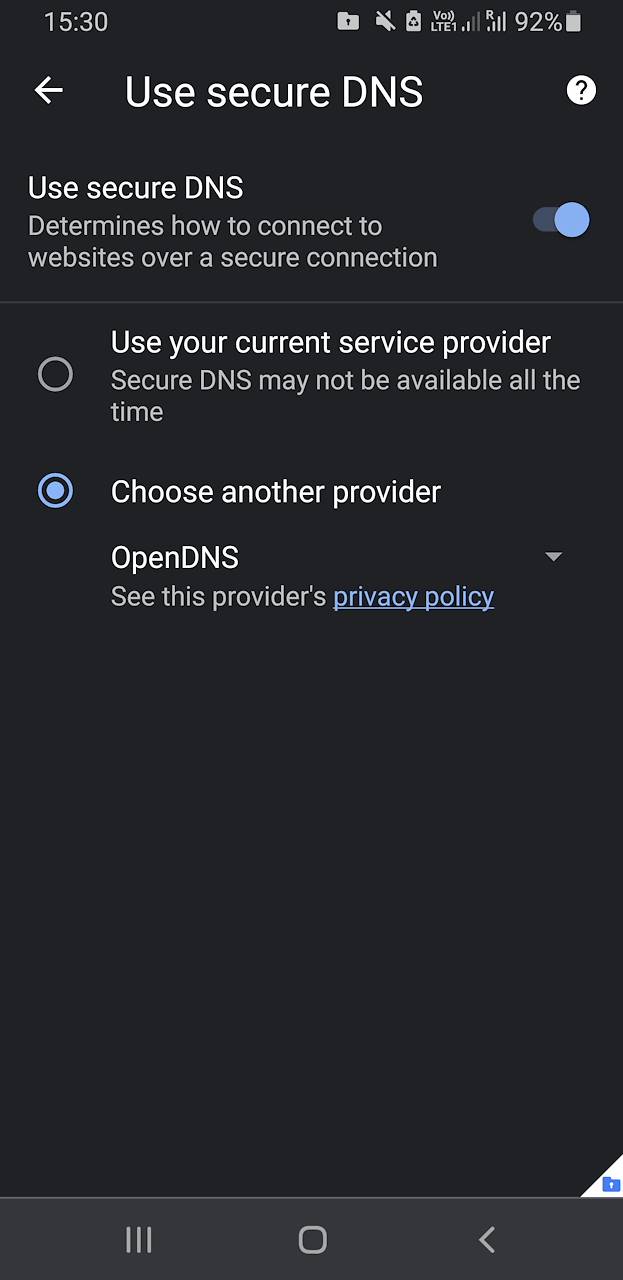 15:30 Vo)) LTE1 R 92%
Use secure DNS ?
Use secure DNS
Determines how to connect to
websites over a secure connection
Use your current service provider
Secure DNS may not be available all the
time
Choose another provider
OpenDNS
See this provider's privacy policy